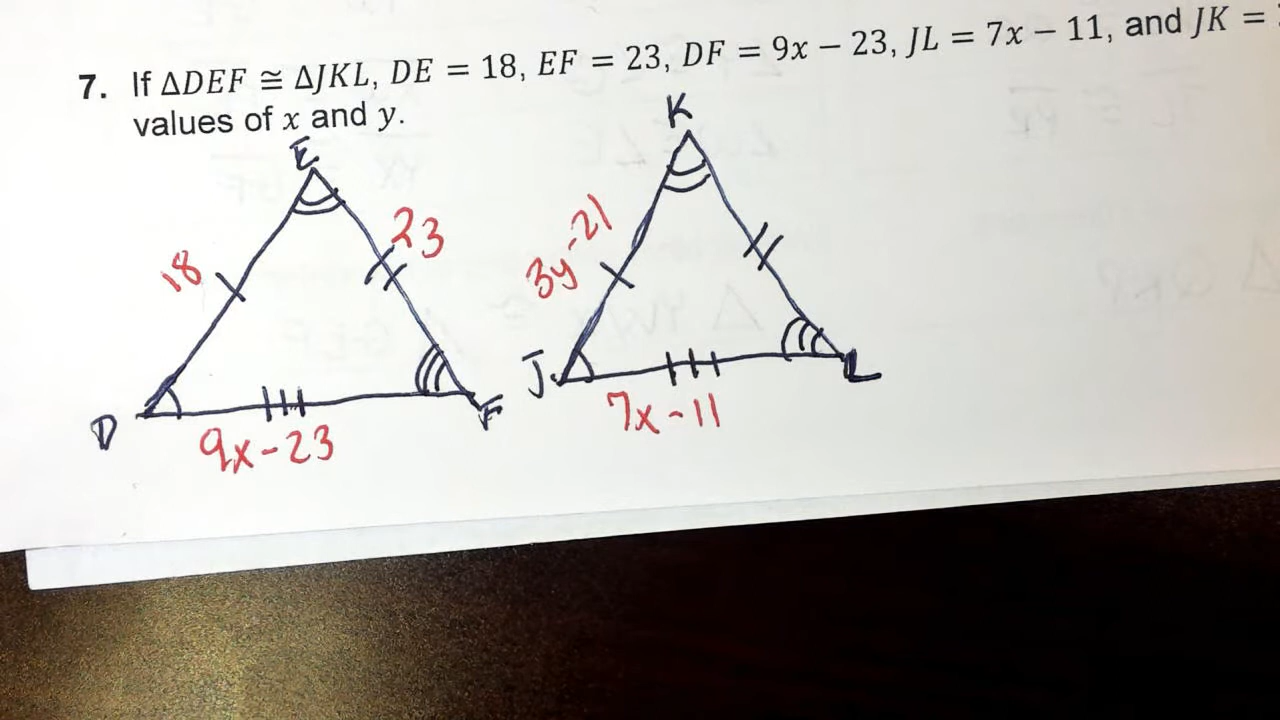 7. If ΔDEF ≅ ΔJKL, DE = 18, EF = 23, DF = 9x − 23, JL = 7x − 11, and JK =
values of x and y.
K
E
23
3y-21
18
J
L
D
F
7x-11
9x-23